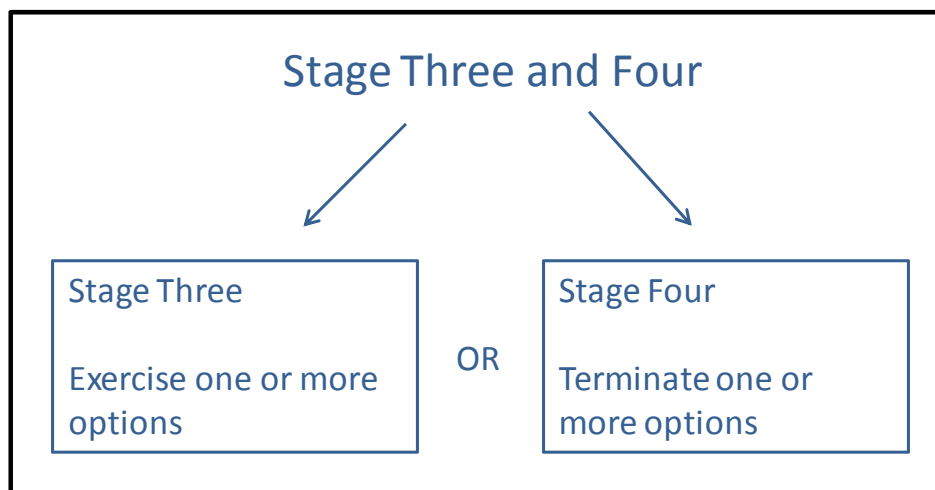 Stage Three and Four
Stage Three
Exercise one or more
options
OR
Stage Four
Terminate one or
more options